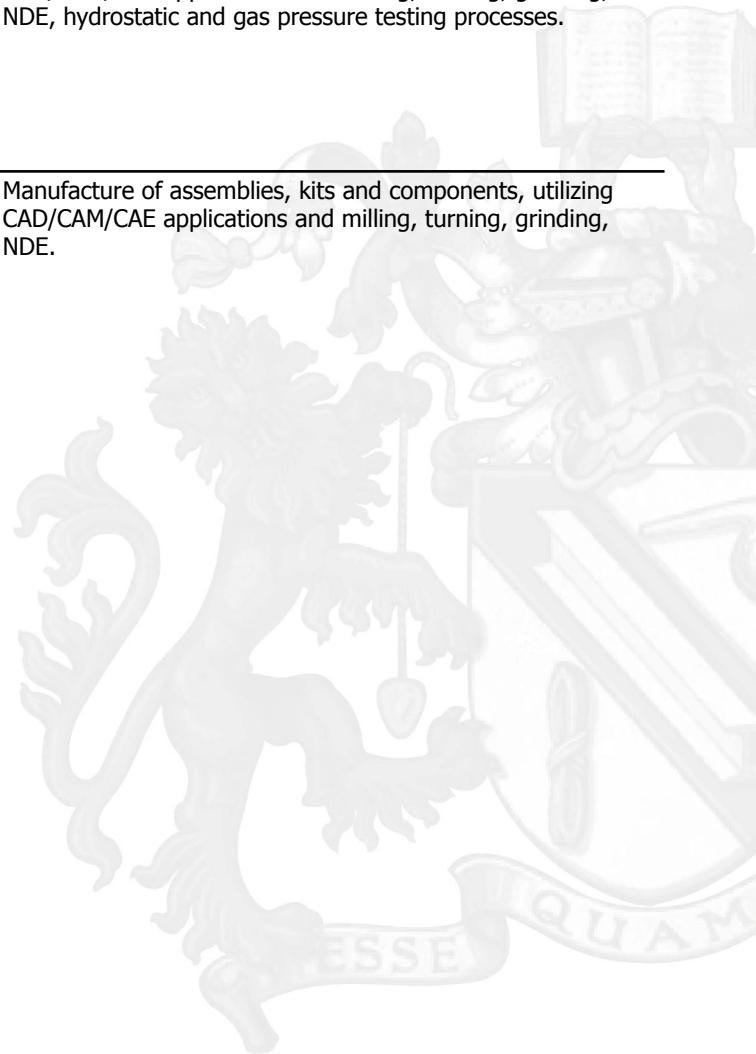 NDE, hydrostatic and gas pressure testing processes.
Manufacture of assemblies, kits and components, utilizing
CAD/CAM/CAE applications and milling, turning, grinding,
NDE.
ESSE
QUAM